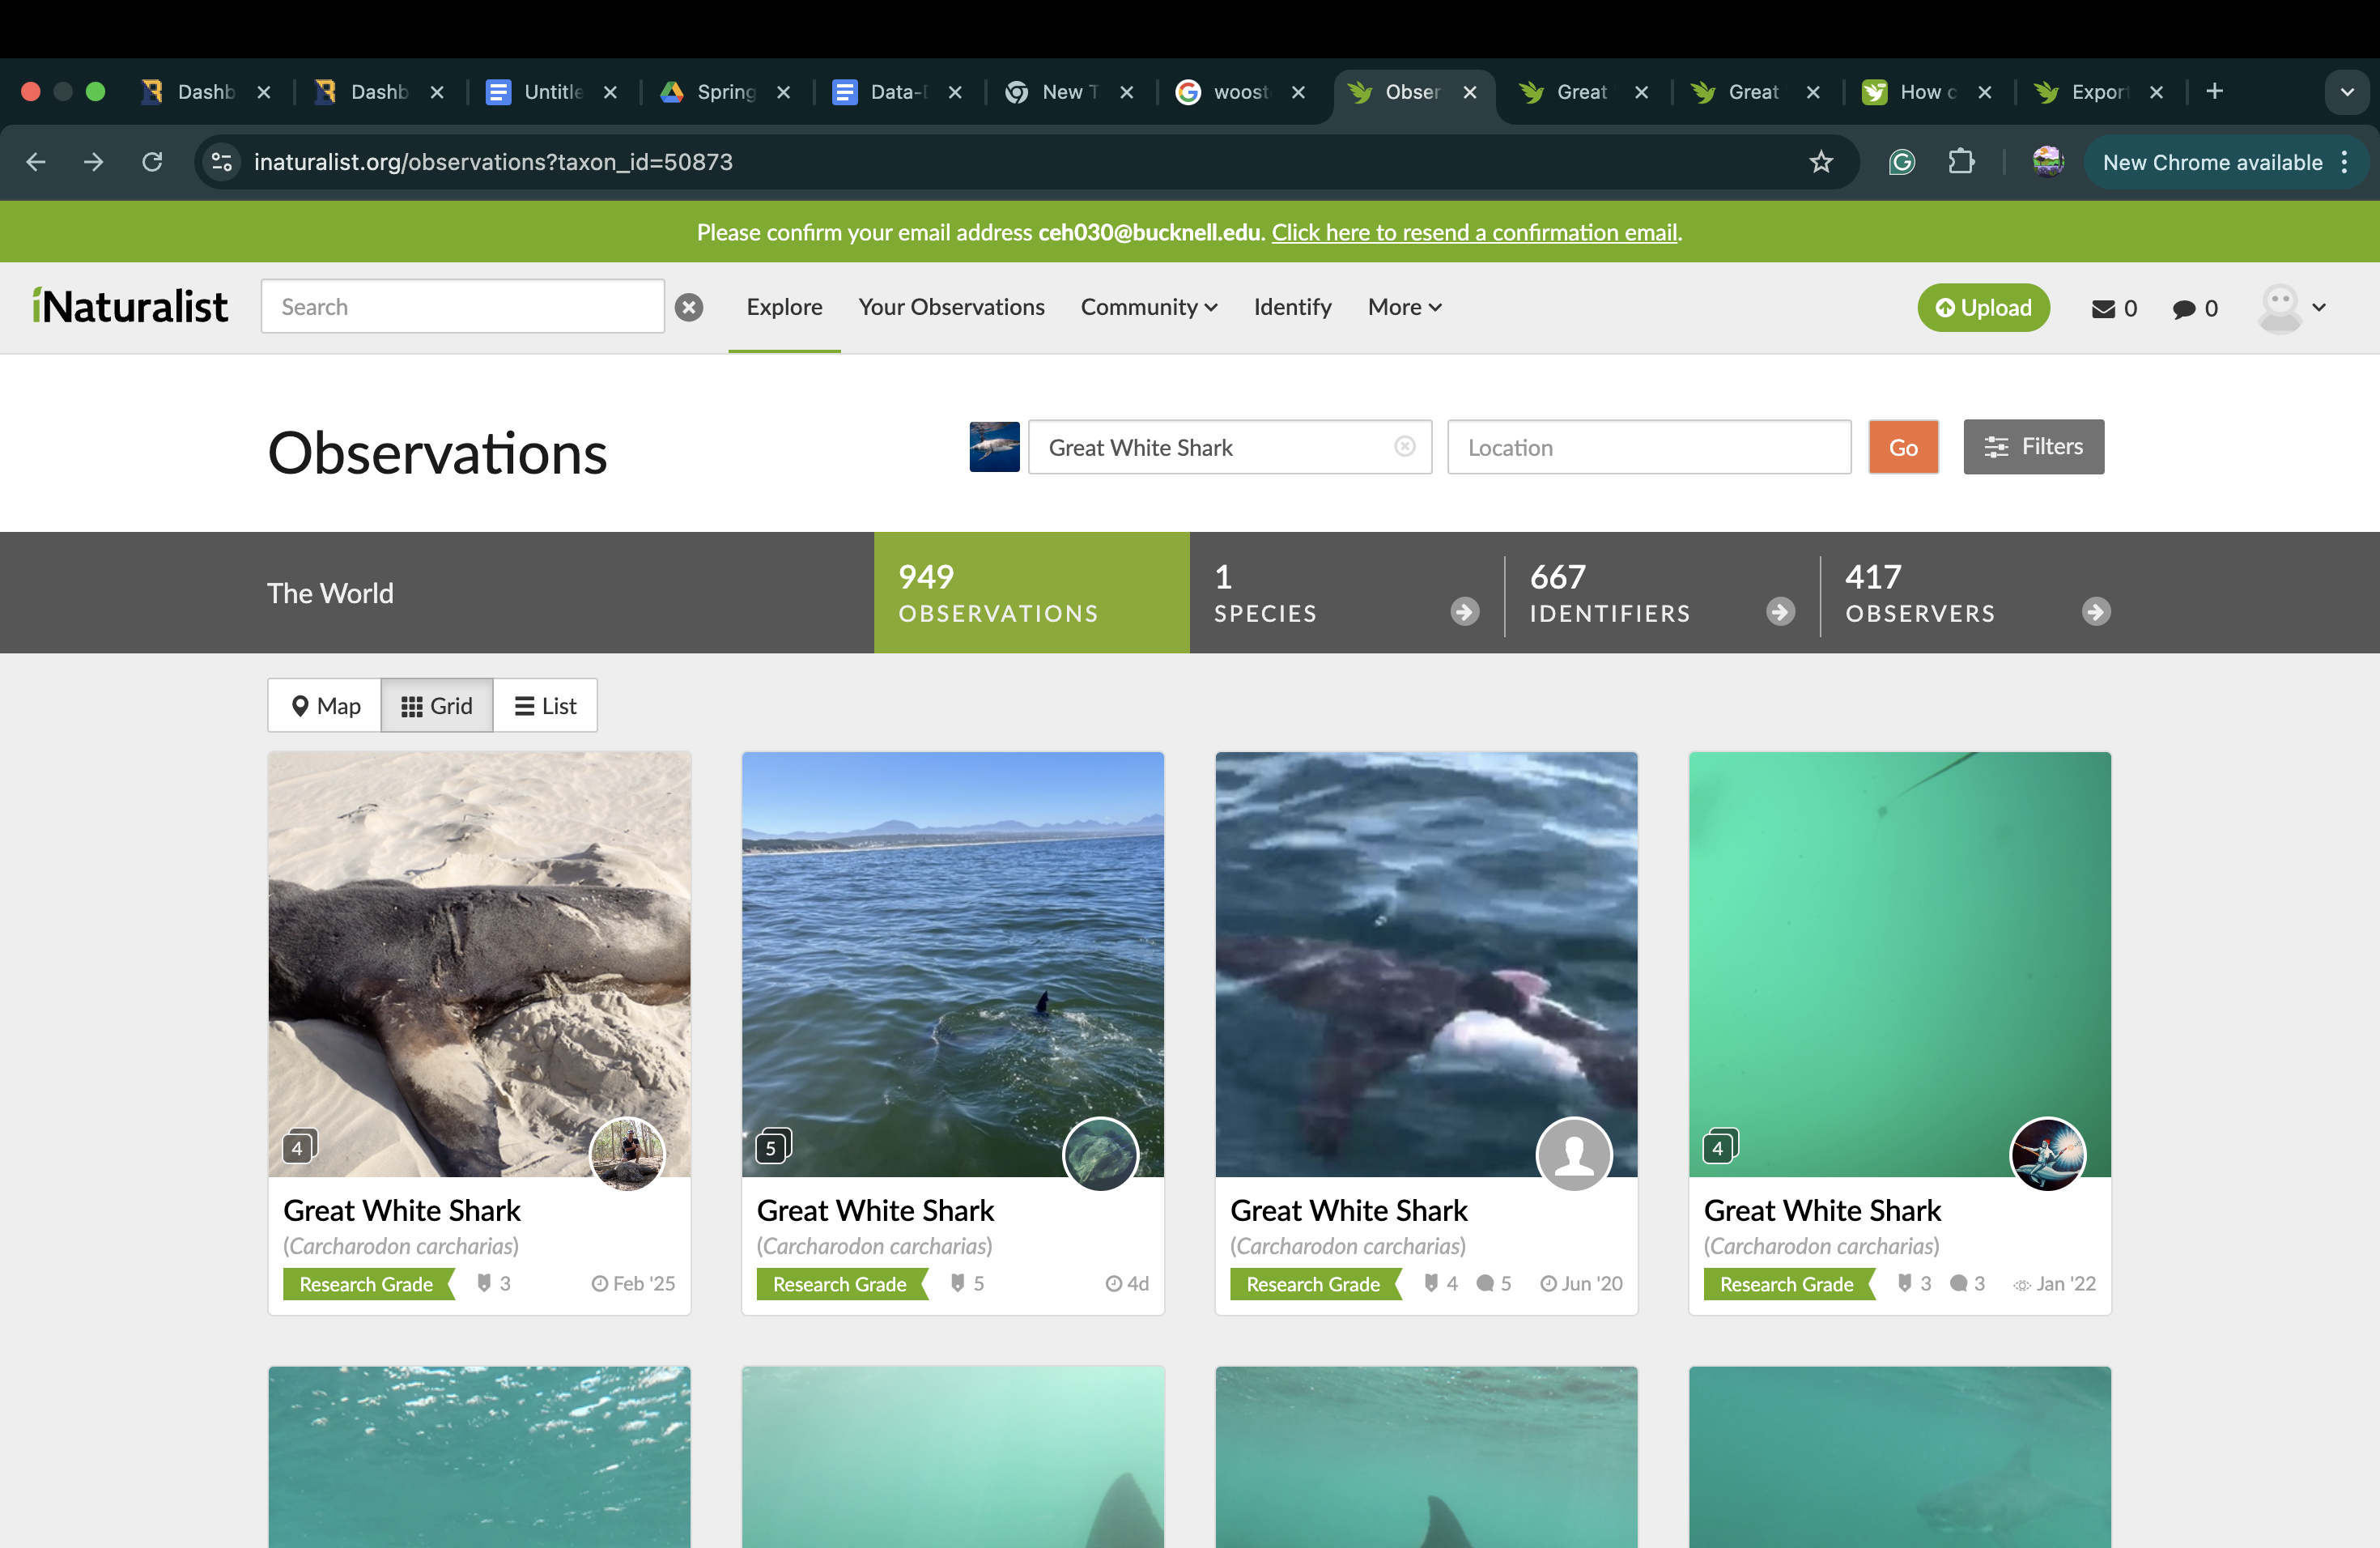 Dashb
Dashb
Untitle
Spring
Data-
New T
woost
Obser
Great
Great
How c
Export
inaturalist.org/observations?taxon_id=50873
New Chrome available
Please confirm your email address ceh030@bucknell.edu. Click here to resend a confirmation email.
iNaturalist
Search
Explore
Your Observations
Community
Identify
More
Upload
0
0
Observations
Great White Shark
Location
Go
Filters
The World
949
OBSERVATIONS
1
SPECIES
667
IDENTIFIERS
417
OBSERVERS
Map
Grid
List
4
Great White Shark
(Carcharodon carcharias)
Research Grade 3 Feb '25
5
Great White Shark
(Carcharodon carcharias)
Research Grade 5 4d
Great White Shark
(Carcharodon carcharias)
Research Grade 4 5 Jun '20
4
Great White Shark
(Carcharodon carcharias)
Research Grade 3 3 Jan '22